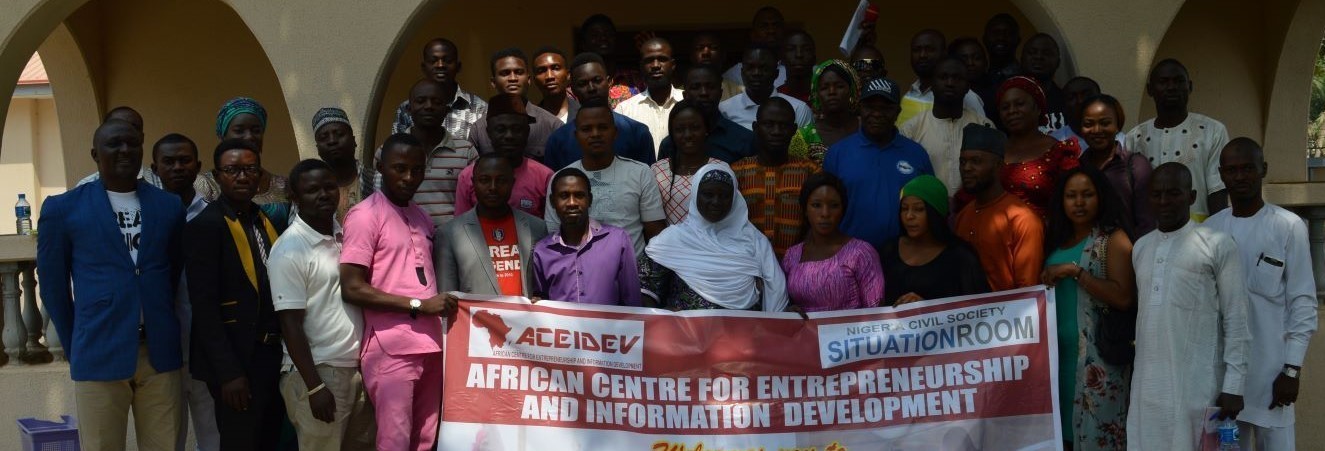 ACEIDEV
AFRICAN CENTRE FOR ENTREPRENEURSHIP AND INFORMATION DEVELOPMENT
NIGERIA CIVIL SOCIETY
SITUATIONROOM
AFRICAN CENTRE FOR ENTREPRENEURSHIP
AND INFORMATION DEVELOPMENT